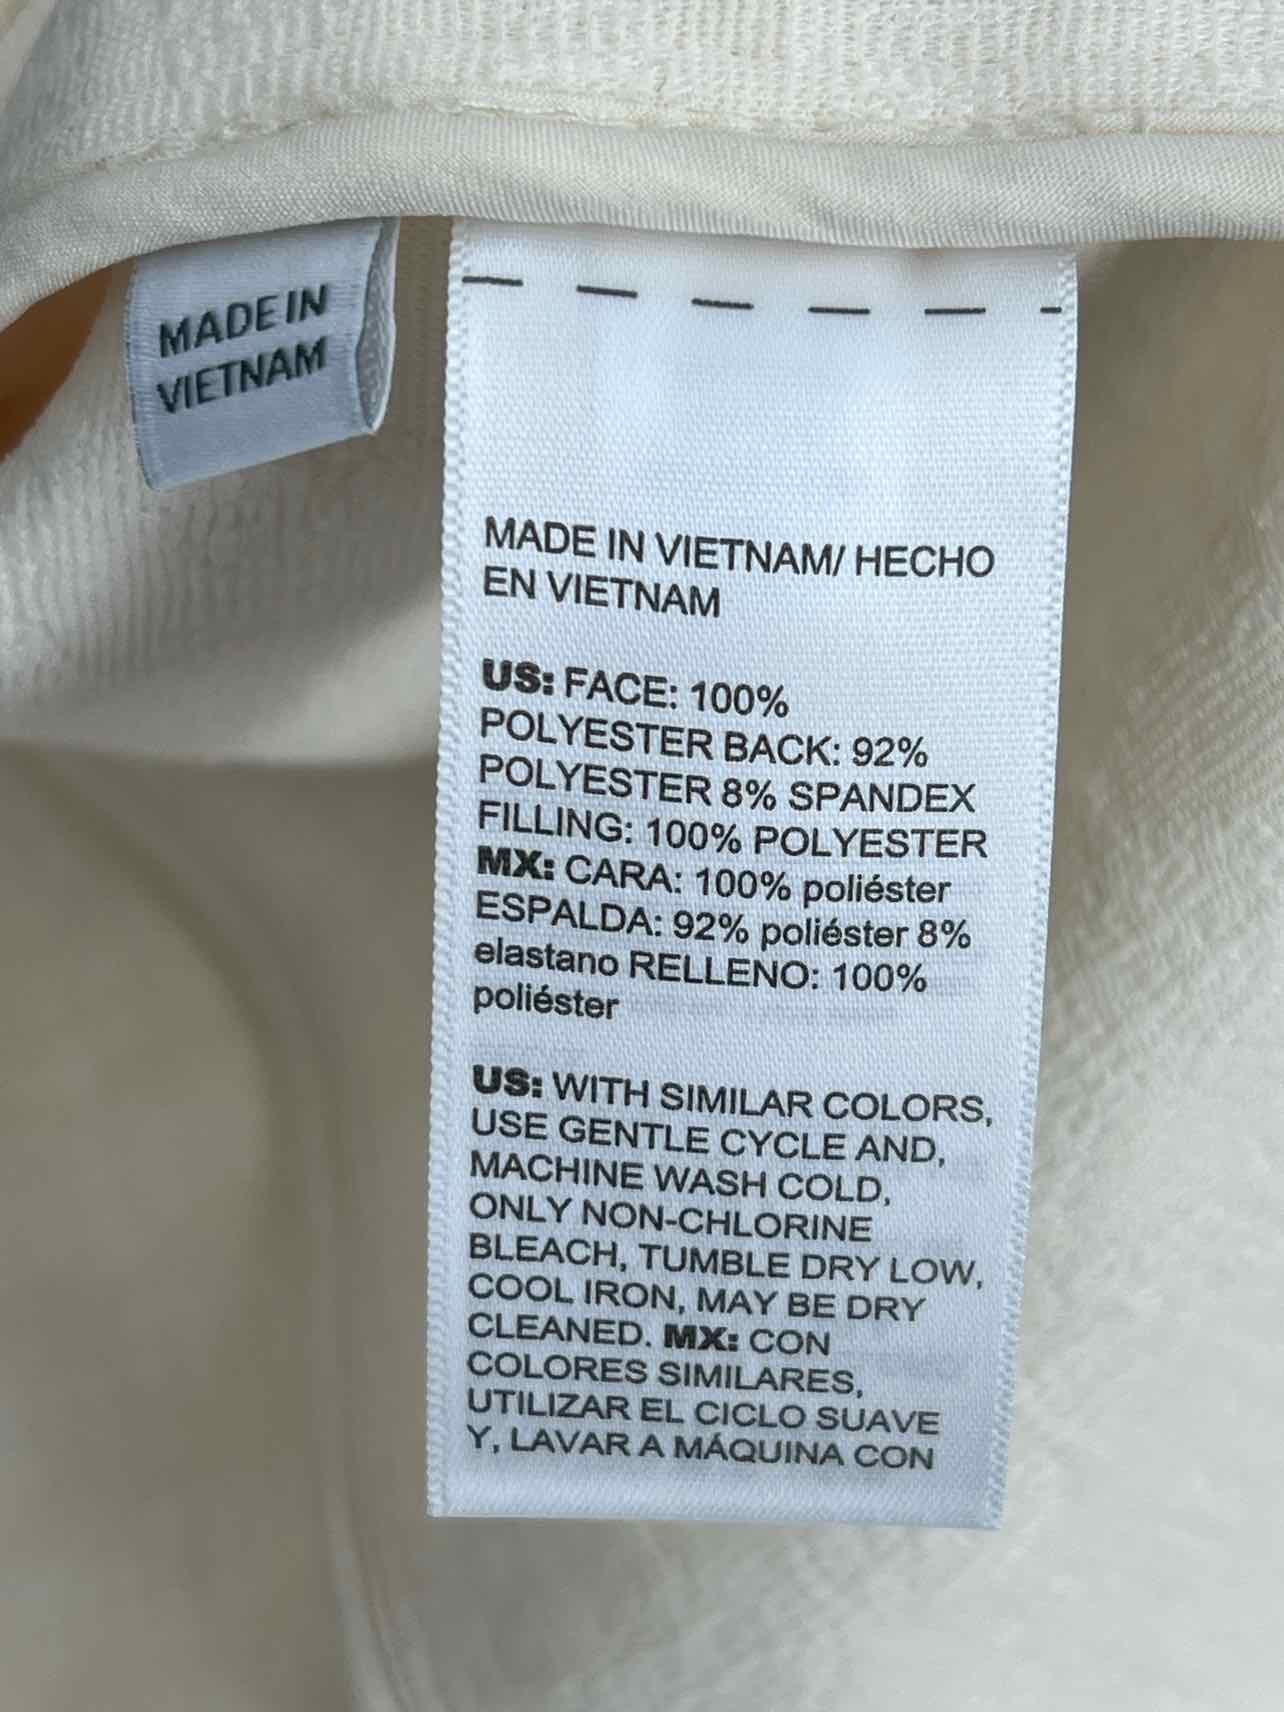 MADE IN
VIETNAM
MADE IN VIETNAM/ HECHO
EN VIETNAM
US: FACE: 100%
POLYESTER BACK: 92%
POLYESTER 8% SPANDEX
FILLING: 100% POLYESTER
MX: CARA: 100% poliéster
ESPALDA: 92% poliéster 8%
elastano RELLENO: 100%
poliéster
US: WITH SIMILAR COLORS,
USE GENTLE CYCLE AND,
MACHINE WASH COLD,
ONLY NON-CHLORINE
BLEACH, TUMBLE DRY LOW,
COOL IRON, MAY BE DRY
CLEANED. MX: CON
COLORES SIMILARES,
UTILIZAR EL CICLO SUAVE
Y, LAVAR A MÁQUINA CON